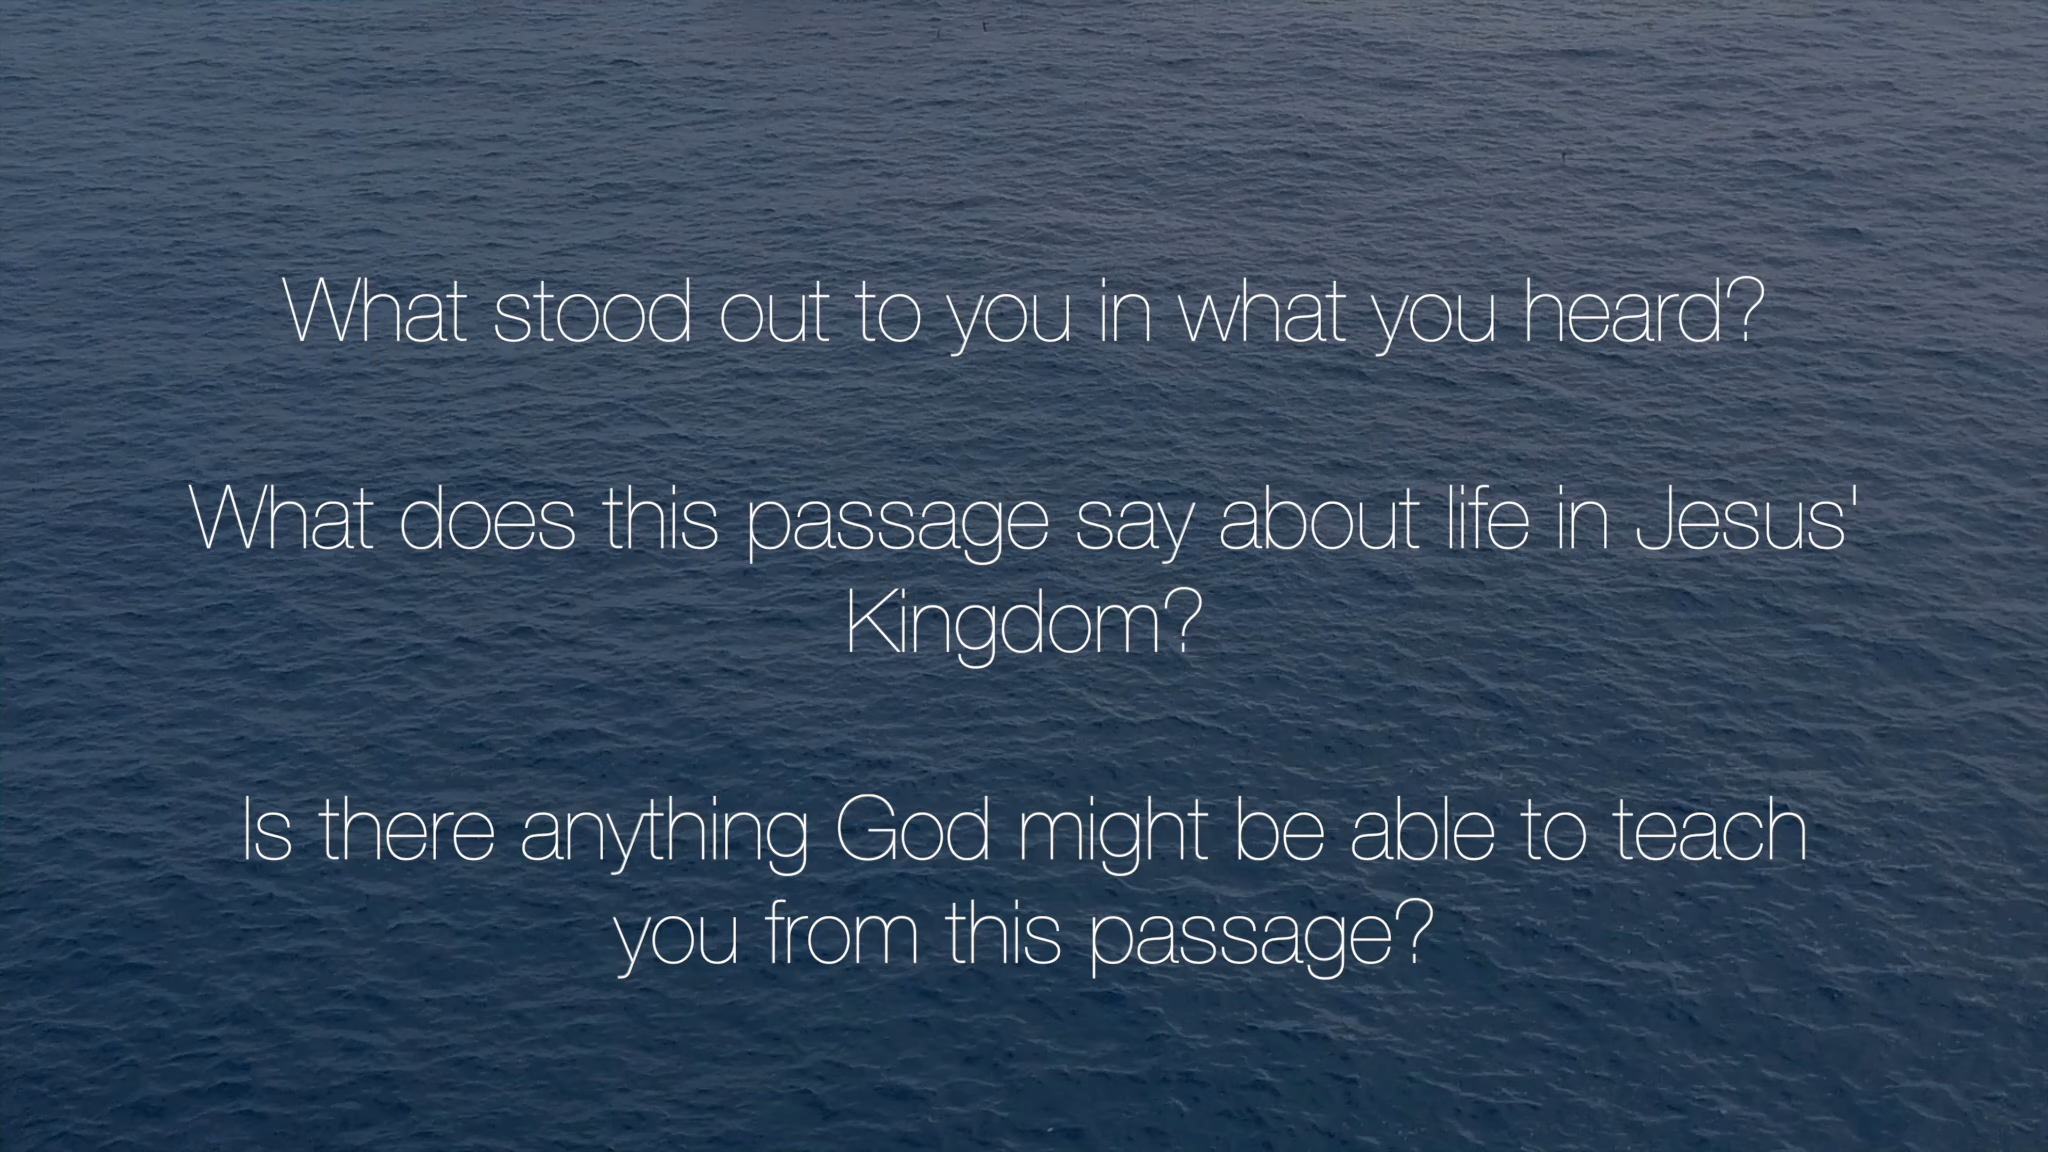 What stood out to you in what you heard?
What does this passage say about life in Jesus'
Kingdom?
Is there anything God might be able to teach
you from this passage?